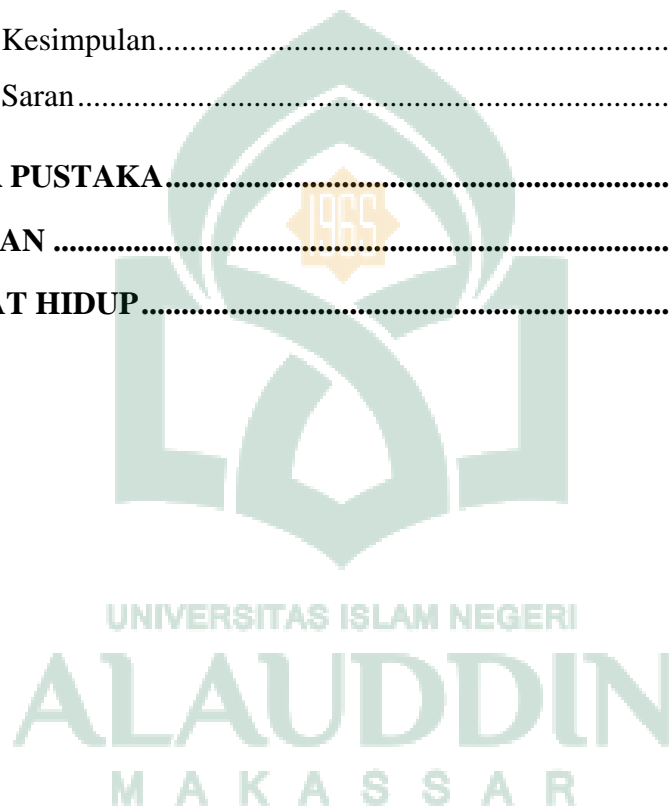 Kesimpulan................................................................
Saran..........................................................................
PUSTAKA...............................................................
AN .............................................................................
AT HIDUP..................................................................
1965
UNIVERSITAS ISLAM NEGERI
ALAUDDIN
MAKASSAR